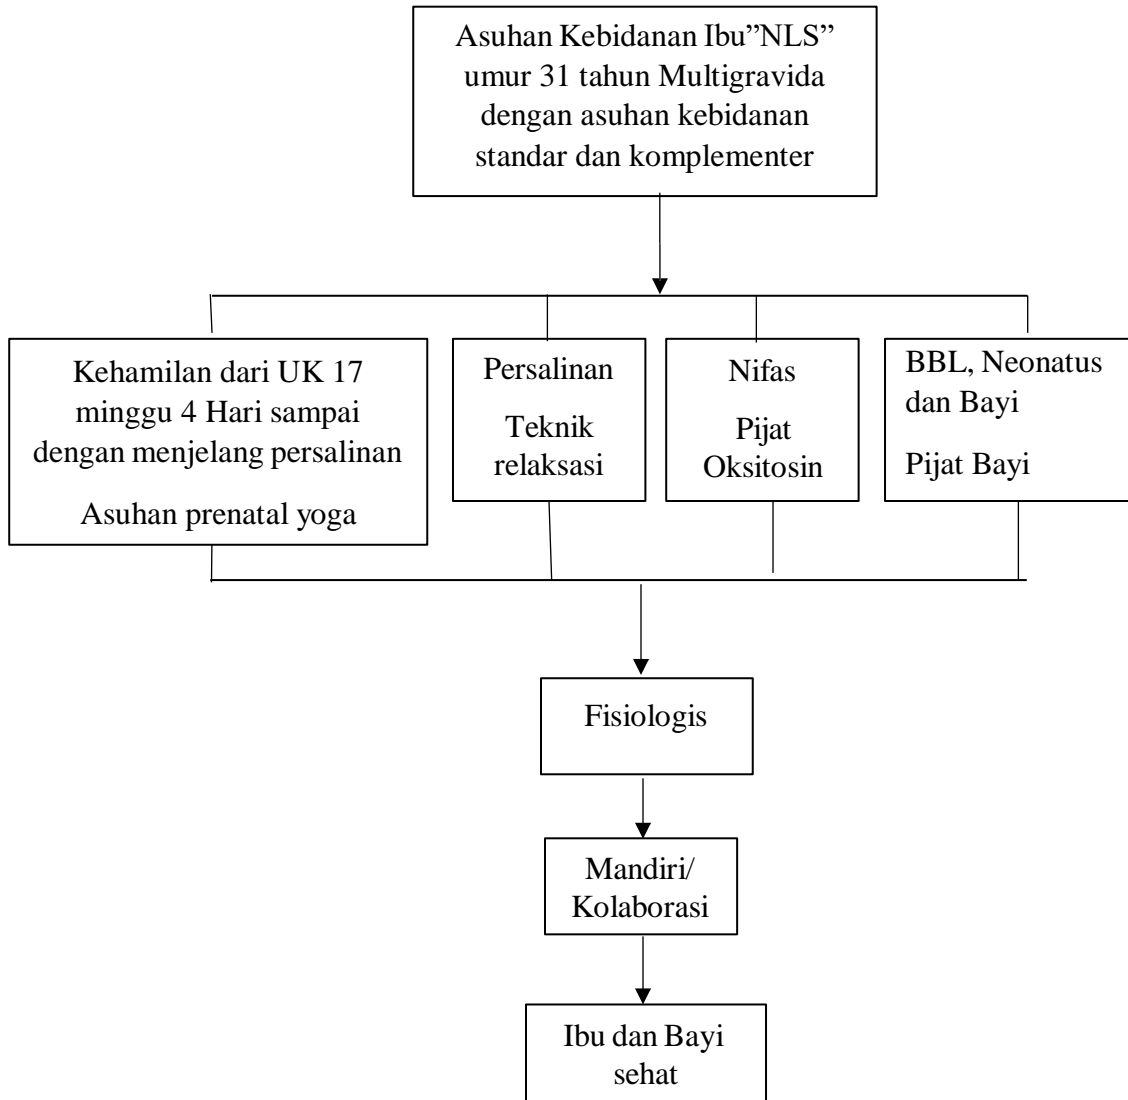 Asuhan Kebidanan Ibu”NLS”
umur 31 tahun Multigravida
dengan asuhan kebidanan
standar dan komplementer
Kehamilan dari UK 17
minggu 4 Hari sampai
dengan menjelang persalinan
Asuhan prenatal yoga
Persalinan
Teknik
relaksasi
Nifas
Pijat
Oksitosin
BBL, Neonatus
dan Bayi
Pijat Bayi
Fisiologis
Mandiri/
Kolaborasi
Ibu dan Bayi
sehat